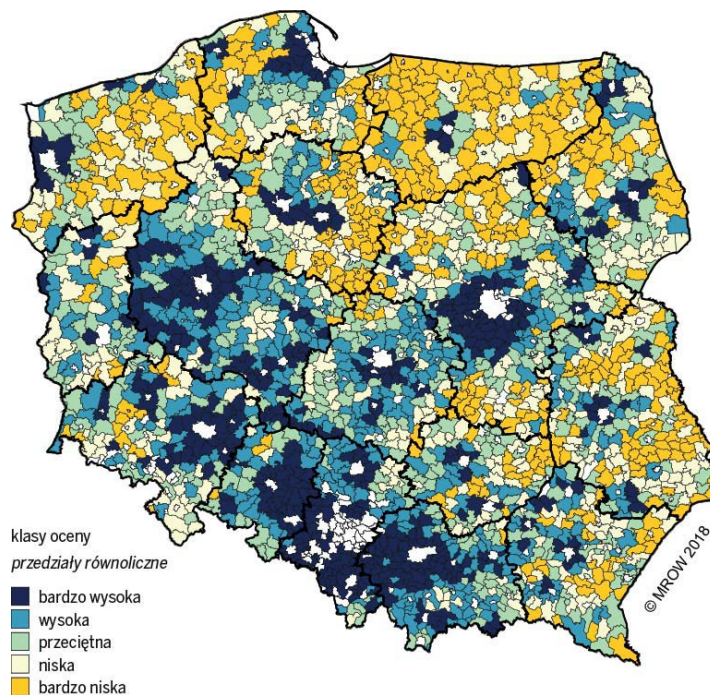 klasy oceny
przedziały równoliczne
bardzo wysoka
wysoka
przeciętna
niska
bardzo niska
© MROW 2018